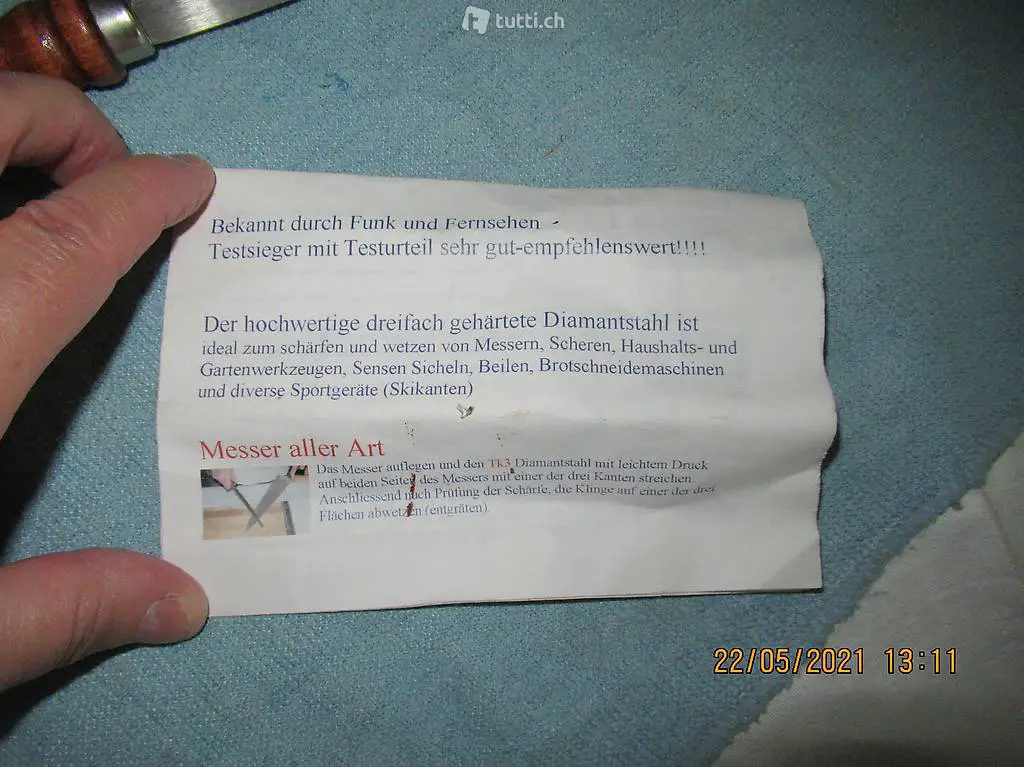 tutti.ch
Bekannt durch Funk und Fernsehen
Testsieger mit Testurteil sehr gut-empfehlenswert!!!!
Der hochwertige dreifach gehärtete Diamantstahl ist
ideal zum schärfen und wetzen von Messern, Scheren, Haushalts- und
Gartenwerkzeugen, Sensen Sicheln, Beilen, Brotschneidemaschinen
und diverse Sportgeräte (Skikanten)
Messer aller Art
Das Messer auflegen und den Tk3 Diamantstahl mit leichtem Druck
auf beiden Seiten des Messers mit einer der drei Kanten streichen
Anschliessend nach Prüfung der Schärfe, die Klinge auf einer der drei
Flächen abwetzen (entgräten).
22/05/2021 13:11